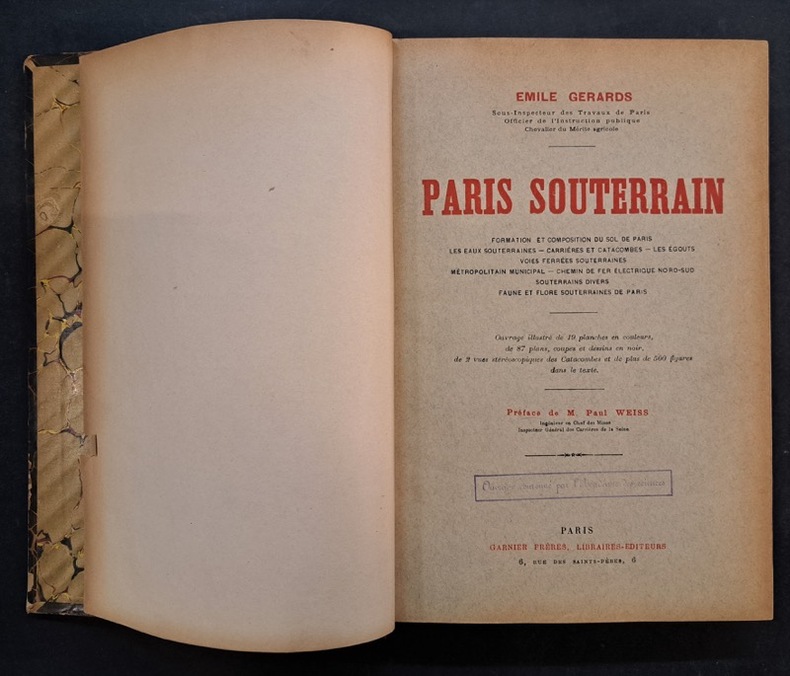 EMILE GERARDS
Sous-Inspecteur des Travaux de Paris
Officier de l'Instruction publique
Chevalier du Mérite agricole
PARIS SOUTERRAIN
FORMATION ET COMPOSITION DU SOL DE PARIS
LES EAUX SOUTERRAINES — CARRIÈRES ET CATACOMBES — LES ÉGOUTS
VOIES FERRÉES SOUTERRAINES
MÉTROPOLITAIN MUNICIPAL — CHEMIN DE FER ÉLECTRIQUE NORD-SUD
SOUTERRAINS DIVERS
FAUNE ET FLORE SOUTERRAINES DE PARIS
Ouvrage illustré de 19 planches en couleurs,
de 87 plans, coupes et dessins en noir,
de 2 vues stéréoscopiques des Catacombes et de plus de 500 figures
dans le texte.
Préface de M. Paul WEISS
Ingénieur en Chef des Mines
Inspecteur Général des Carrières de la Seine
Ouvrage couronné par l'Académie des sciences
PARIS
GARNIER FRÈRES, LIBRAIRES-ÉDITEURS
6, RUE DES SAINTS-PÈRES, 6